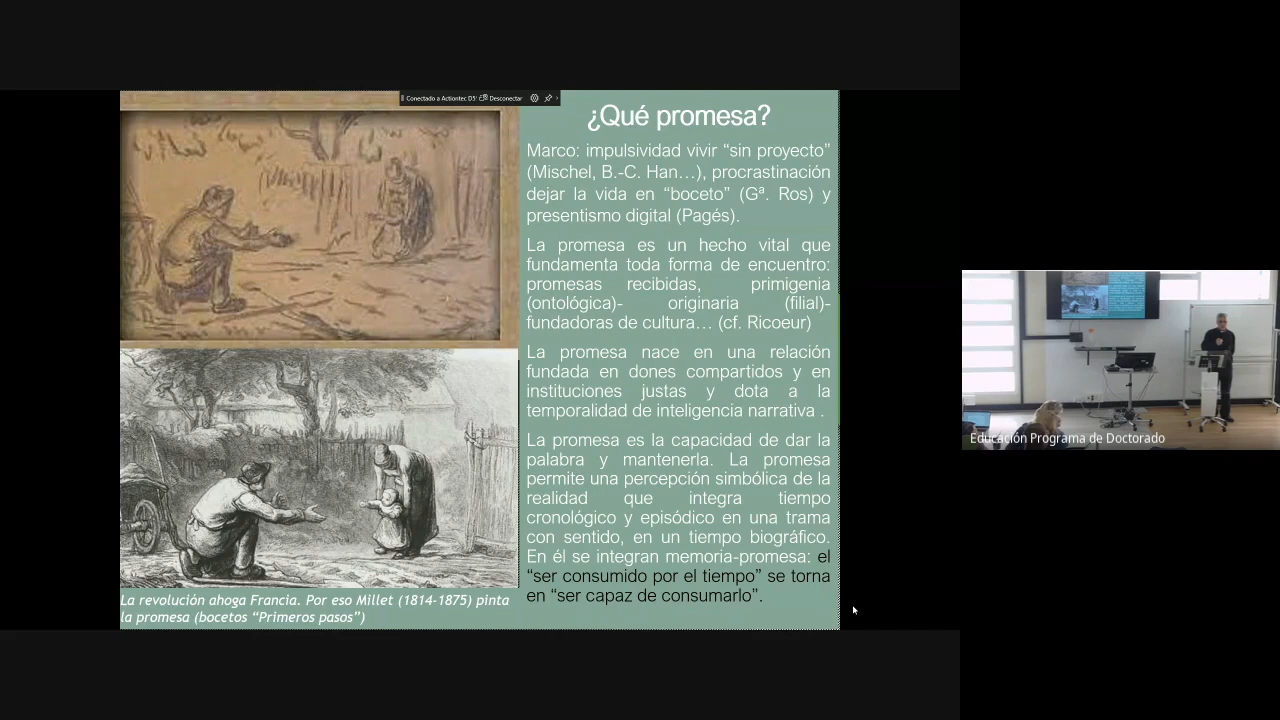 Conectado a Actiontec D5 Desconectar
¿Qué promesa?
Marco: impulsividad vivir “sin proyecto”
(Mischel, B.-C. Han…), procrastinación
dejar la vida en “boceto” (Gª. Ros) y
presentismo digital (Pagés).
La promesa es un hecho vital que
fundamenta toda forma de encuentro:
promesas recibidas, primigenia
(ontológica)- originaria (filial)-
fundadoras de cultura… (cf. Ricoeur)
La promesa nace en una relación
fundada en dones compartidos y en
instituciones justas y dota a la
temporalidad de inteligencia narrativa .
La promesa es la capacidad de dar la
palabra y mantenerla. La promesa
permite una percepción simbólica de la
realidad que integra tiempo
cronológico y episódico en una trama
con sentido, en un tiempo biográfico.
En él se integran memoria-promesa: el
“ser consumido por el tiempo” se torna
en “ser capaz de consumarlo”.
La revolución ahoga Francia. Por eso Millet (1814-1875) pinta
la promesa (bocetos “Primeros pasos”)
Educación Programa de Doctorado